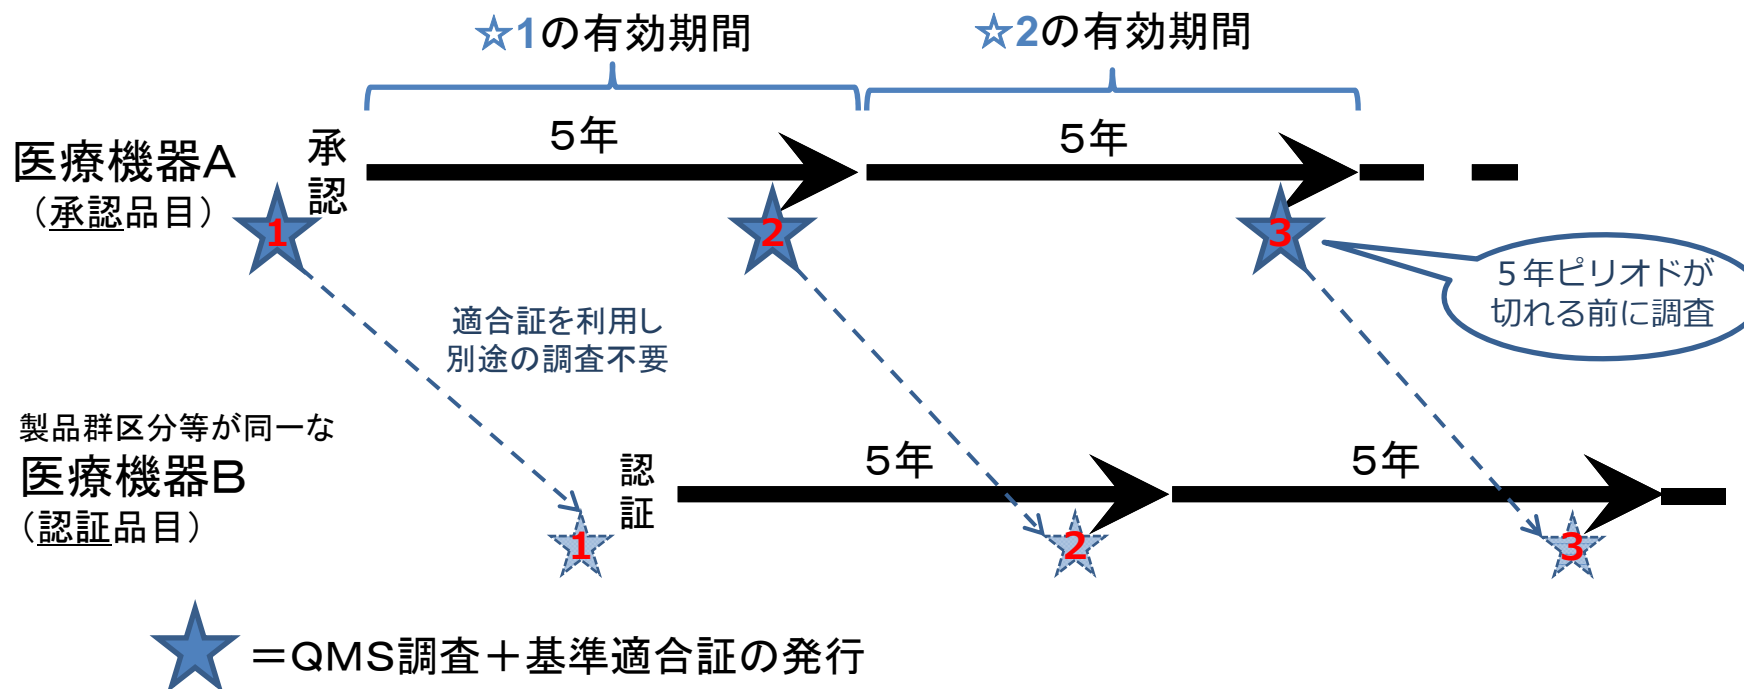 ☆1の有効期間
☆2の有効期間
5年
5年
医療機器A
（承認品目）
承認
1
2
3
5年ピリオドが
切れる前に調査
適合証を利用し
別途の調査不要
製品群区分等が同一な
医療機器B
（認証品目）
認証
5年
5年
1
2
3
＝QMS調査＋基準適合証の発行